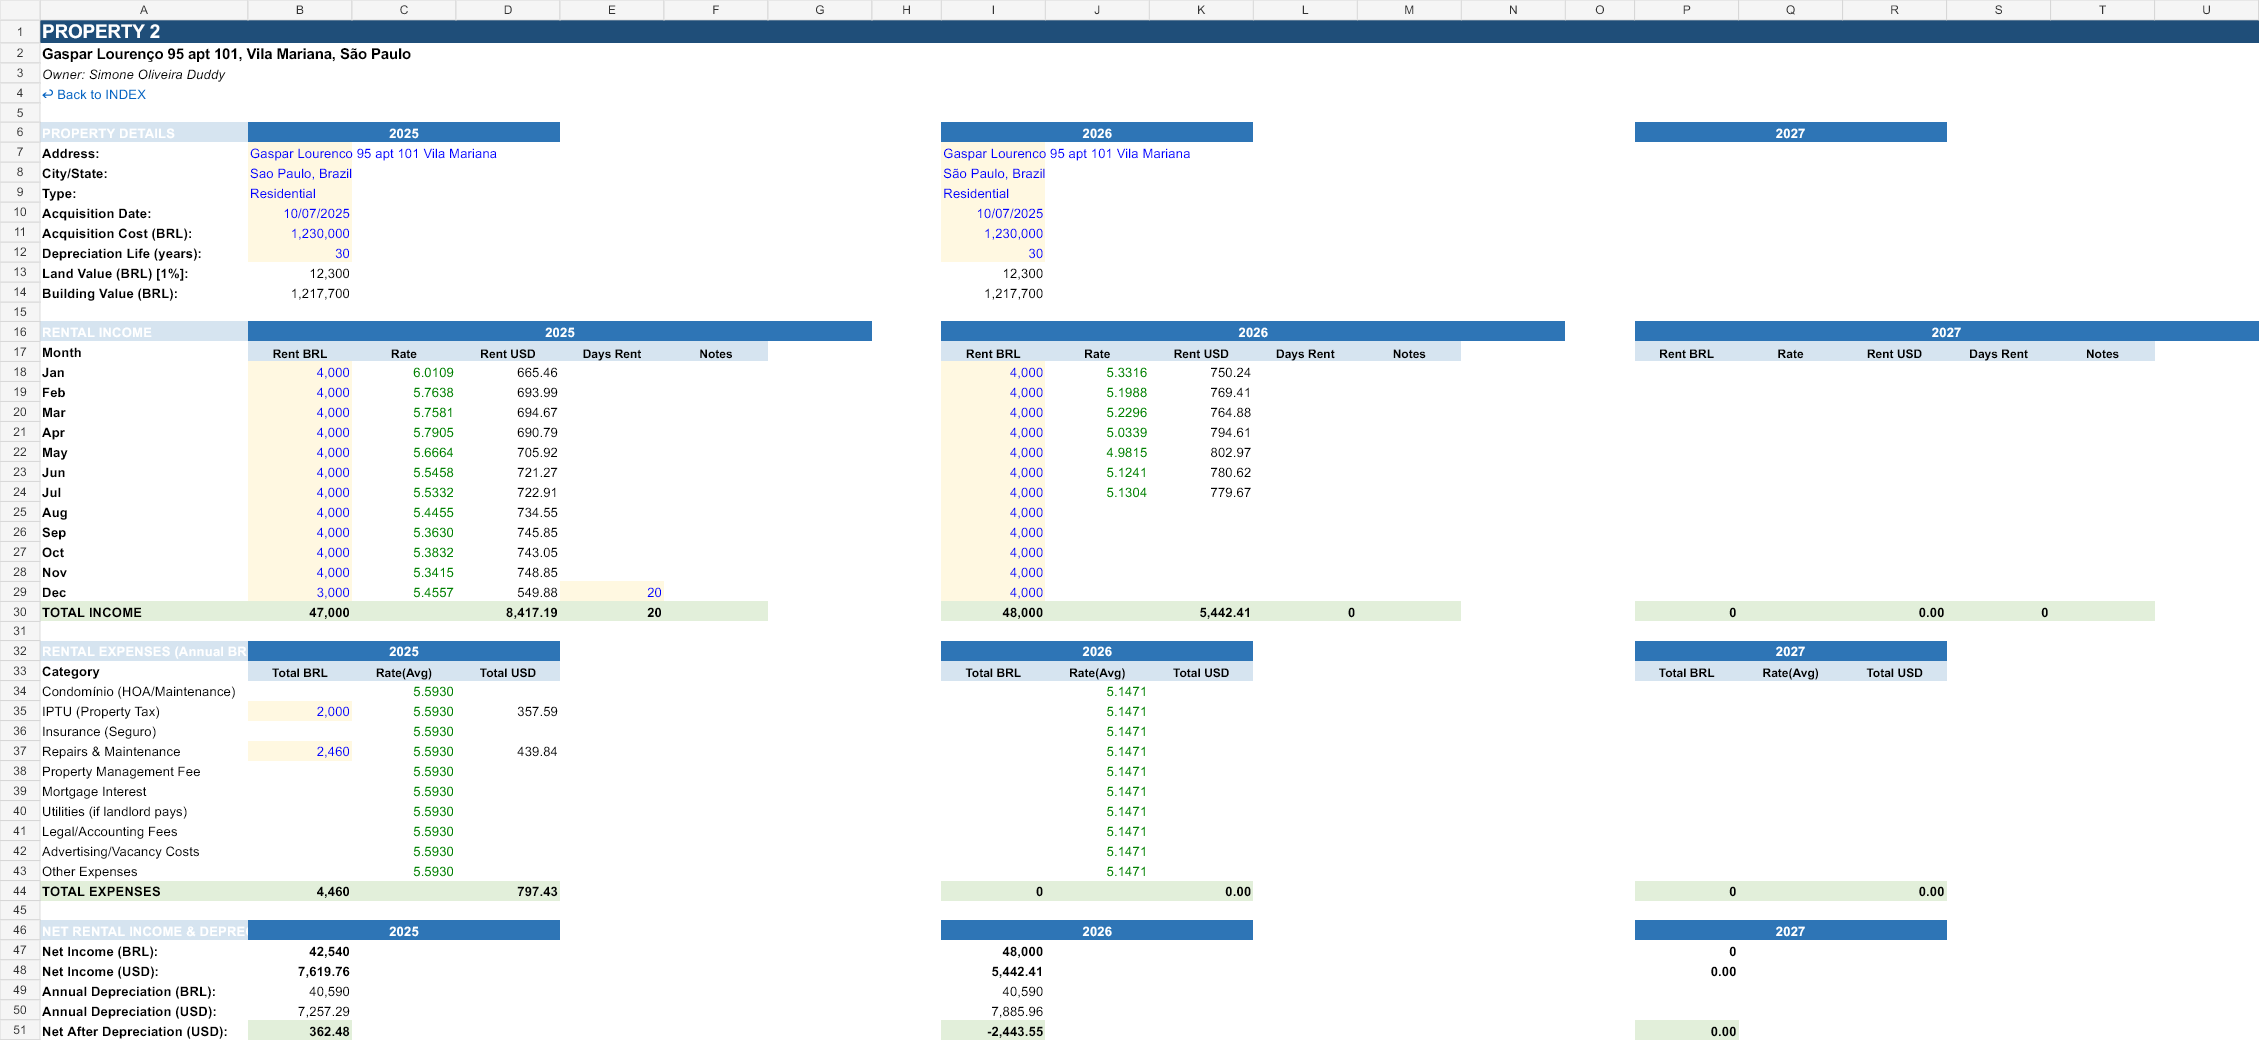 A B C D E F G H I J K L M N O P Q R S T U
1 PROPERTY 2
2 Gaspar Lourenço 95 apt 101, Vila Mariana, São Paulo
3 Owner: Simone Oliveira Duddy
4 ↩ Back to INDEX
5
6 PROPERTY DETAILS 2025 2026 2027
7 Address: Gaspar Lourenco 95 apt 101 Vila Mariana Gaspar Lourenco 95 apt 101 Vila Mariana
8 City/State: Sao Paulo, Brazil São Paulo, Brazil
9 Type: Residential Residential
10 Acquisition Date: 10/07/2025 10/07/2025
11 Acquisition Cost (BRL): 1,230,000 1,230,000
12 Depreciation Life (years): 30 30
13 Land Value (BRL) [1%]: 12,300 12,300
14 Building Value (BRL): 1,217,700 1,217,700
15
16 RENTAL INCOME 2025 2026 2027
17 Month Rent BRL Rate Rent USD Days Rent Notes Rent BRL Rate Rent USD Days Rent Notes Rent BRL Rate Rent USD Days Rent Notes
18 Jan 4,000 6.0109 665.46 4,000 5.3316 750.24
19 Feb 4,000 5.7638 693.99 4,000 5.1988 769.41
20 Mar 4,000 5.7581 694.67 4,000 5.2296 764.88
21 Apr 4,000 5.7905 690.79 4,000 5.0339 794.61
22 May 4,000 5.6664 705.92 4,000 4.9815 802.97
23 Jun 4,000 5.5458 721.27 4,000 5.1241 780.62
24 Jul 4,000 5.5332 722.91 4,000 5.1304 779.67
25 Aug 4,000 5.4455 734.55 4,000
26 Sep 4,000 5.3630 745.85 4,000
27 Oct 4,000 5.3832 743.05 4,000
28 Nov 4,000 5.3415 748.85 4,000
29 Dec 3,000 5.4557 549.88 20 4,000
30 TOTAL INCOME 47,000 8,417.19 20 48,000 5,442.41 0 0 0.00 0
31
32 RENTAL EXPENSES (Annual BR 2025 2026 2027
33 Category Total BRL Rate(Avg) Total USD Total BRL Rate(Avg) Total USD Total BRL Rate(Avg) Total USD
34 Condomínio (HOA/Maintenance) 5.5930 5.1471
35 IPTU (Property Tax) 2,000 5.5930 357.59 5.1471
36 Insurance (Seguro) 5.5930 5.1471
37 Repairs & Maintenance 2,460 5.5930 439.84 5.1471
38 Property Management Fee 5.5930 5.1471
39 Mortgage Interest 5.5930 5.1471
40 Utilities (if landlord pays) 5.5930 5.1471
41 Legal/Accounting Fees 5.5930 5.1471
42 Advertising/Vacancy Costs 5.5930 5.1471
43 Other Expenses 5.5930 5.1471
44 TOTAL EXPENSES 4,460 797.43 0 0.00 0 0.00
45
46 NET RENTAL INCOME & DEPRE 2025 2026 2027
47 Net Income (BRL): 42,540 48,000 0
48 Net Income (USD): 7,619.76 5,442.41 0.00
49 Annual Depreciation (BRL): 40,590 40,590
50 Annual Depreciation (USD): 7,257.29 7,885.96
51 Net After Depreciation (USD): 362.48 -2,443.55 0.00